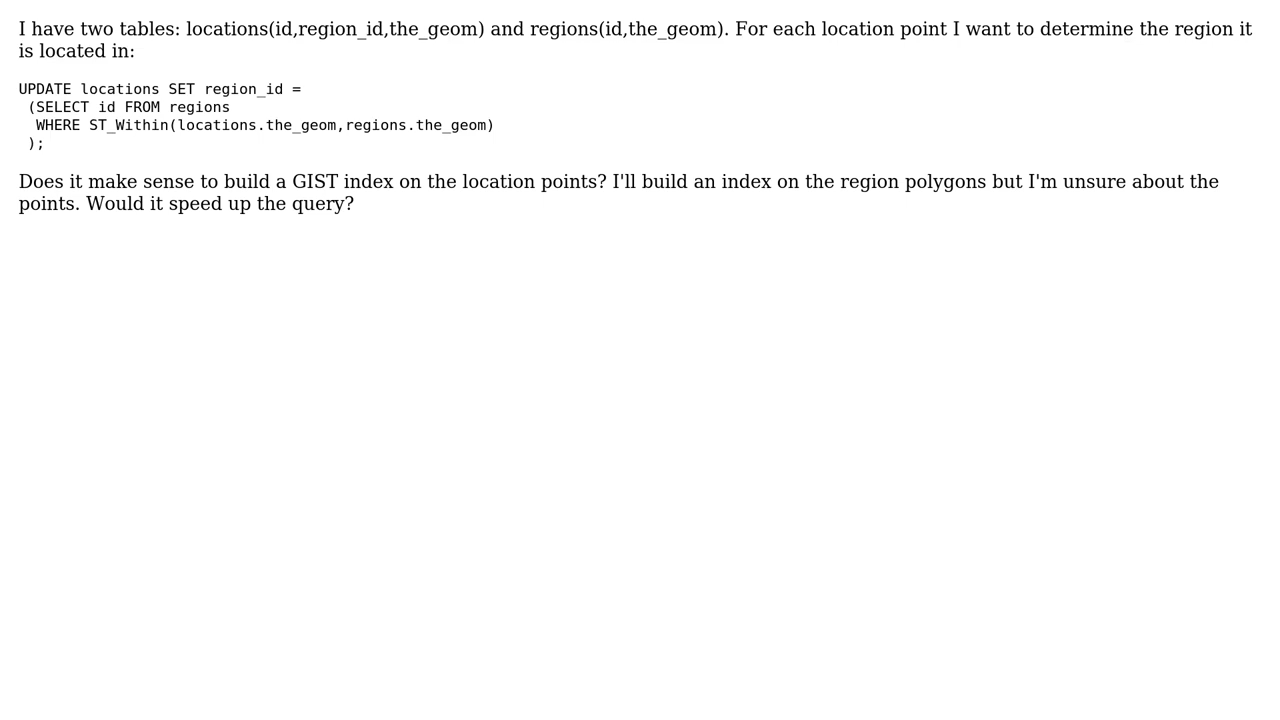 I have two tables: locations(id,region_id,the_geom) and regions(id,the_geom). For each location point I want to determine the region it
is located in:
UPDATE locations SET region_id =
(SELECT id FROM regions
WHERE ST_Within(locations.the_geom,regions.the_geom)
);
Does it make sense to build a GIST index on the location points? I'll build an index on the region polygons but I'm unsure about the
points. Would it speed up the query?